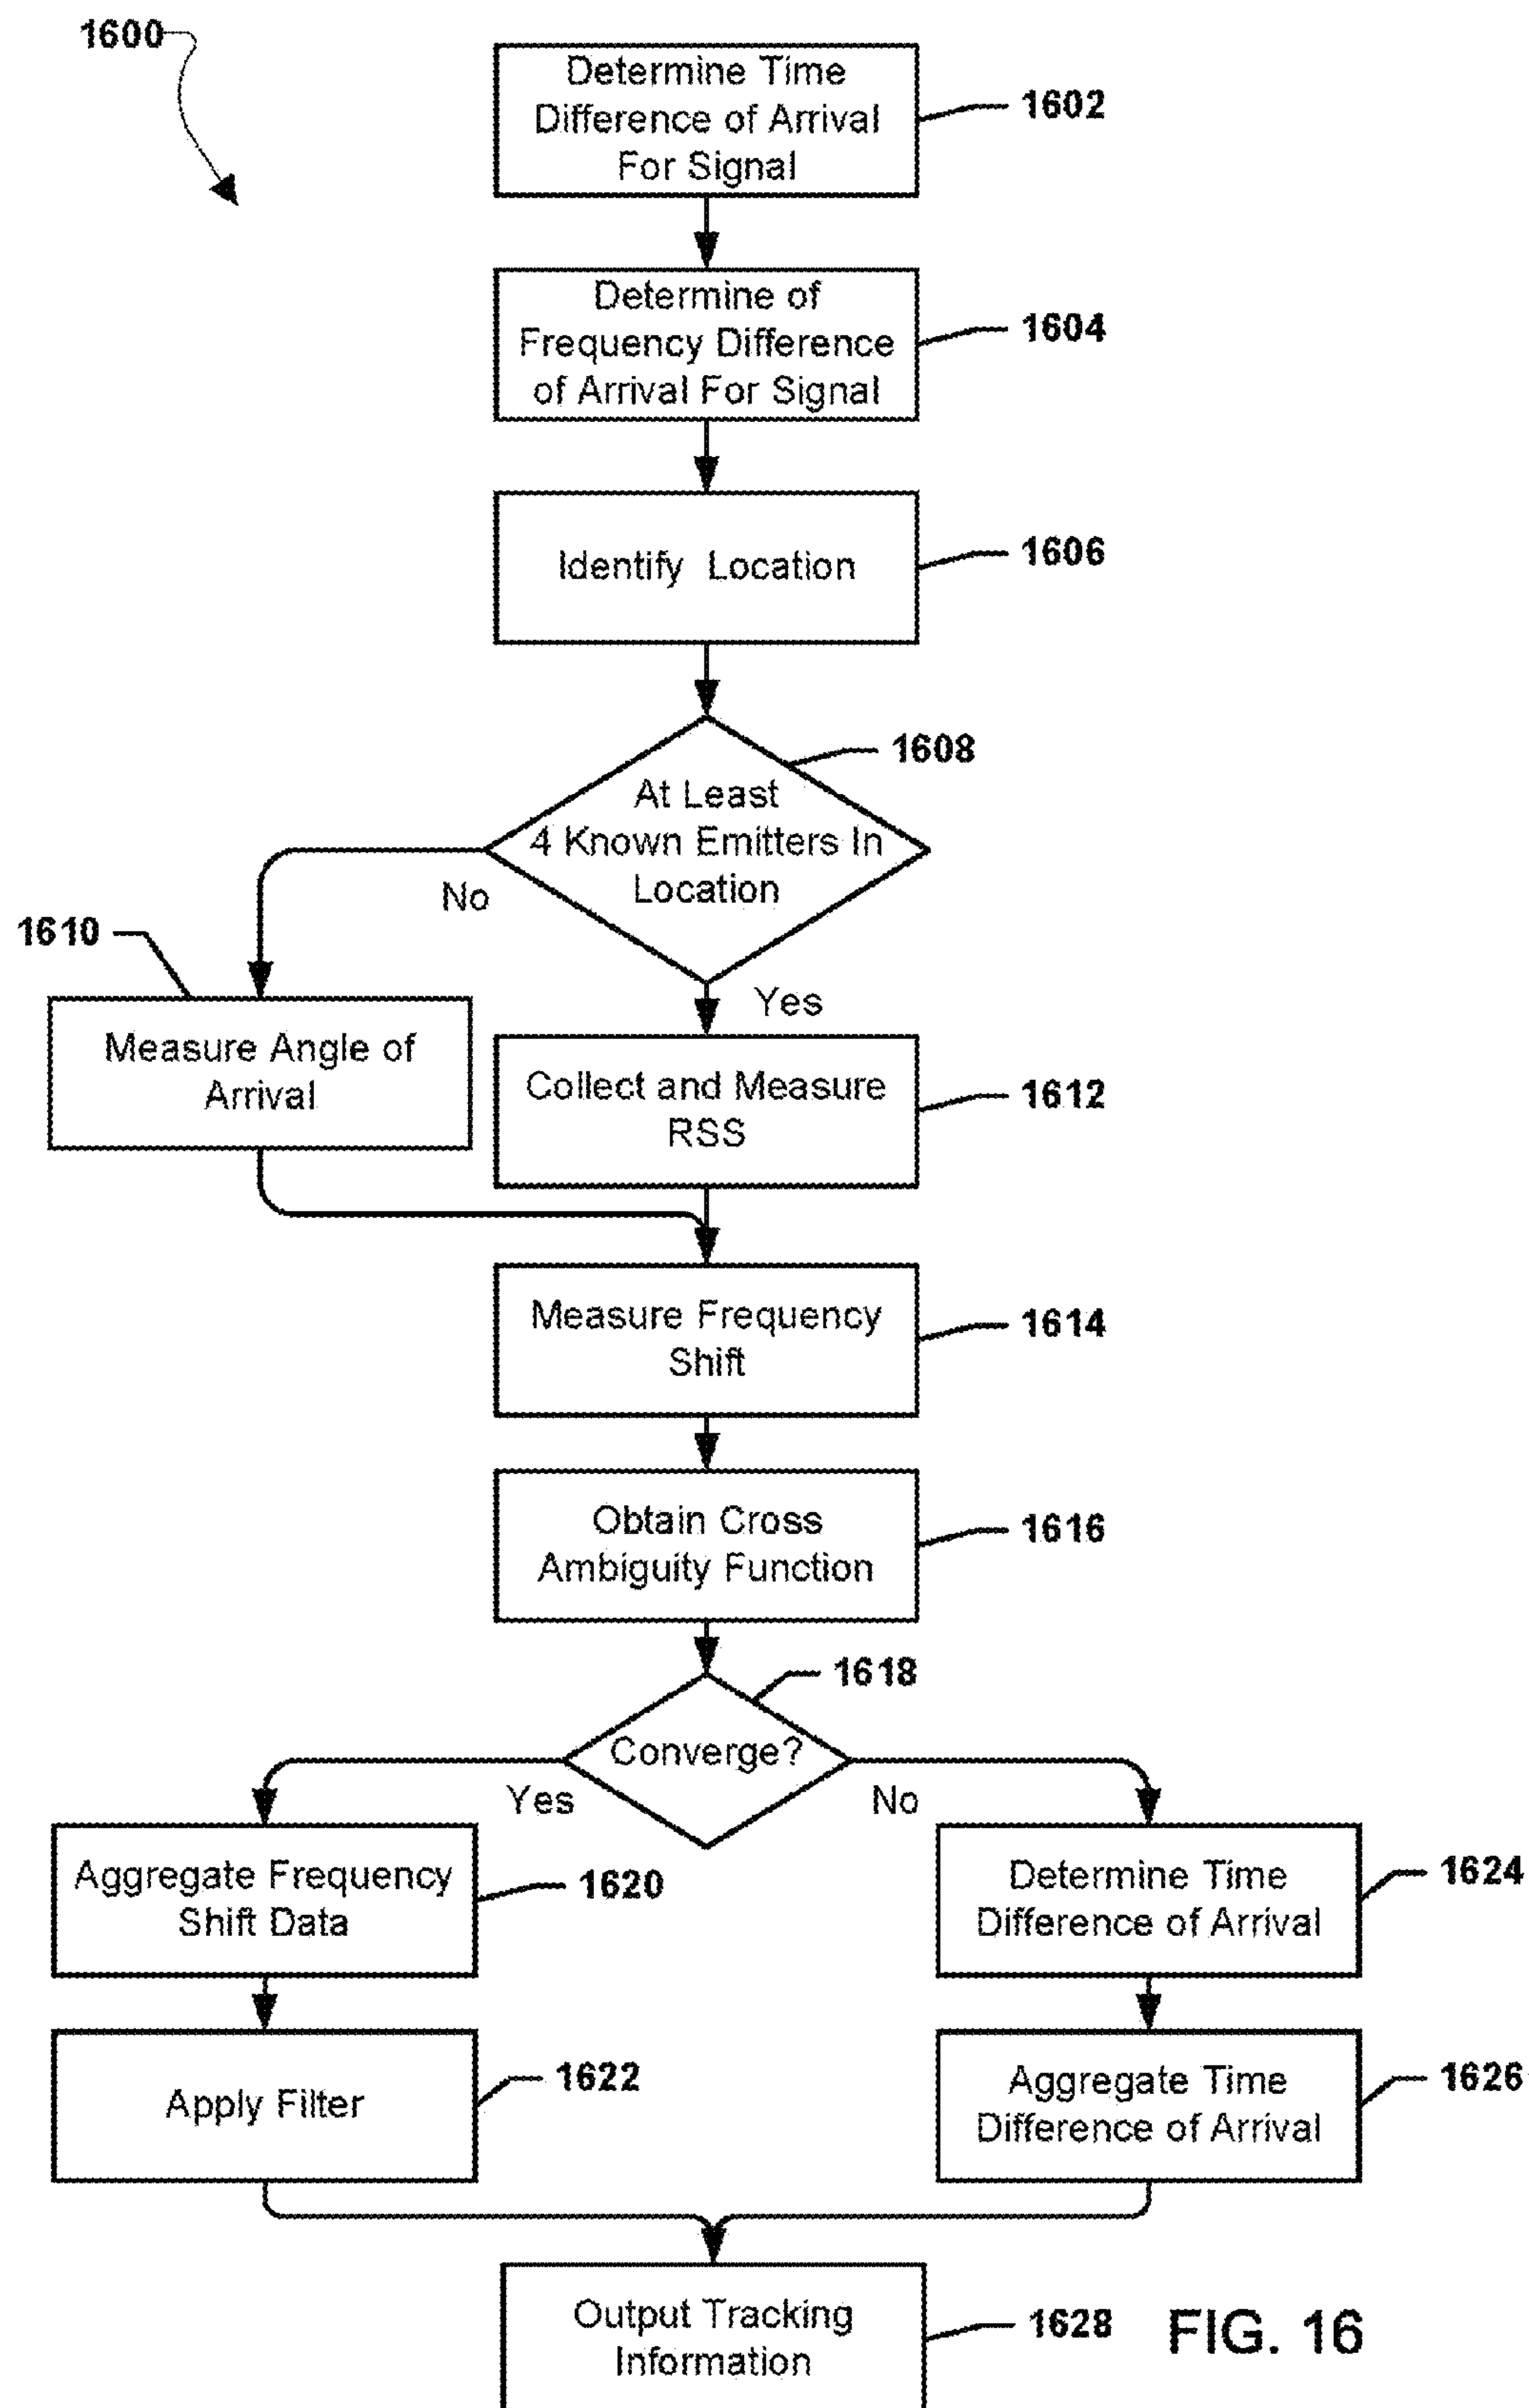 1600
Determine Time
Difference of Arrival
For Signal
1602
Determine of
Frequency Difference
of Arrival For Signal
1604
Identify Location
1606
1608
At Least
4 Known Emitters In
Location
No
Yes
1610
Measure Angle of
Arrival
Collect and Measure
RSS
1612
Measure Frequency
Shift
1614
Obtain Cross
Ambiguity Function
1616
1618
Converge?
Yes
No
Aggregate Frequency
Shift Data
1620
Determine Time
Difference of Arrival
1624
Apply Filter
1622
Aggregate Time
Difference of Arrival
1626
Output Tracking
Information
1628
FIG. 16